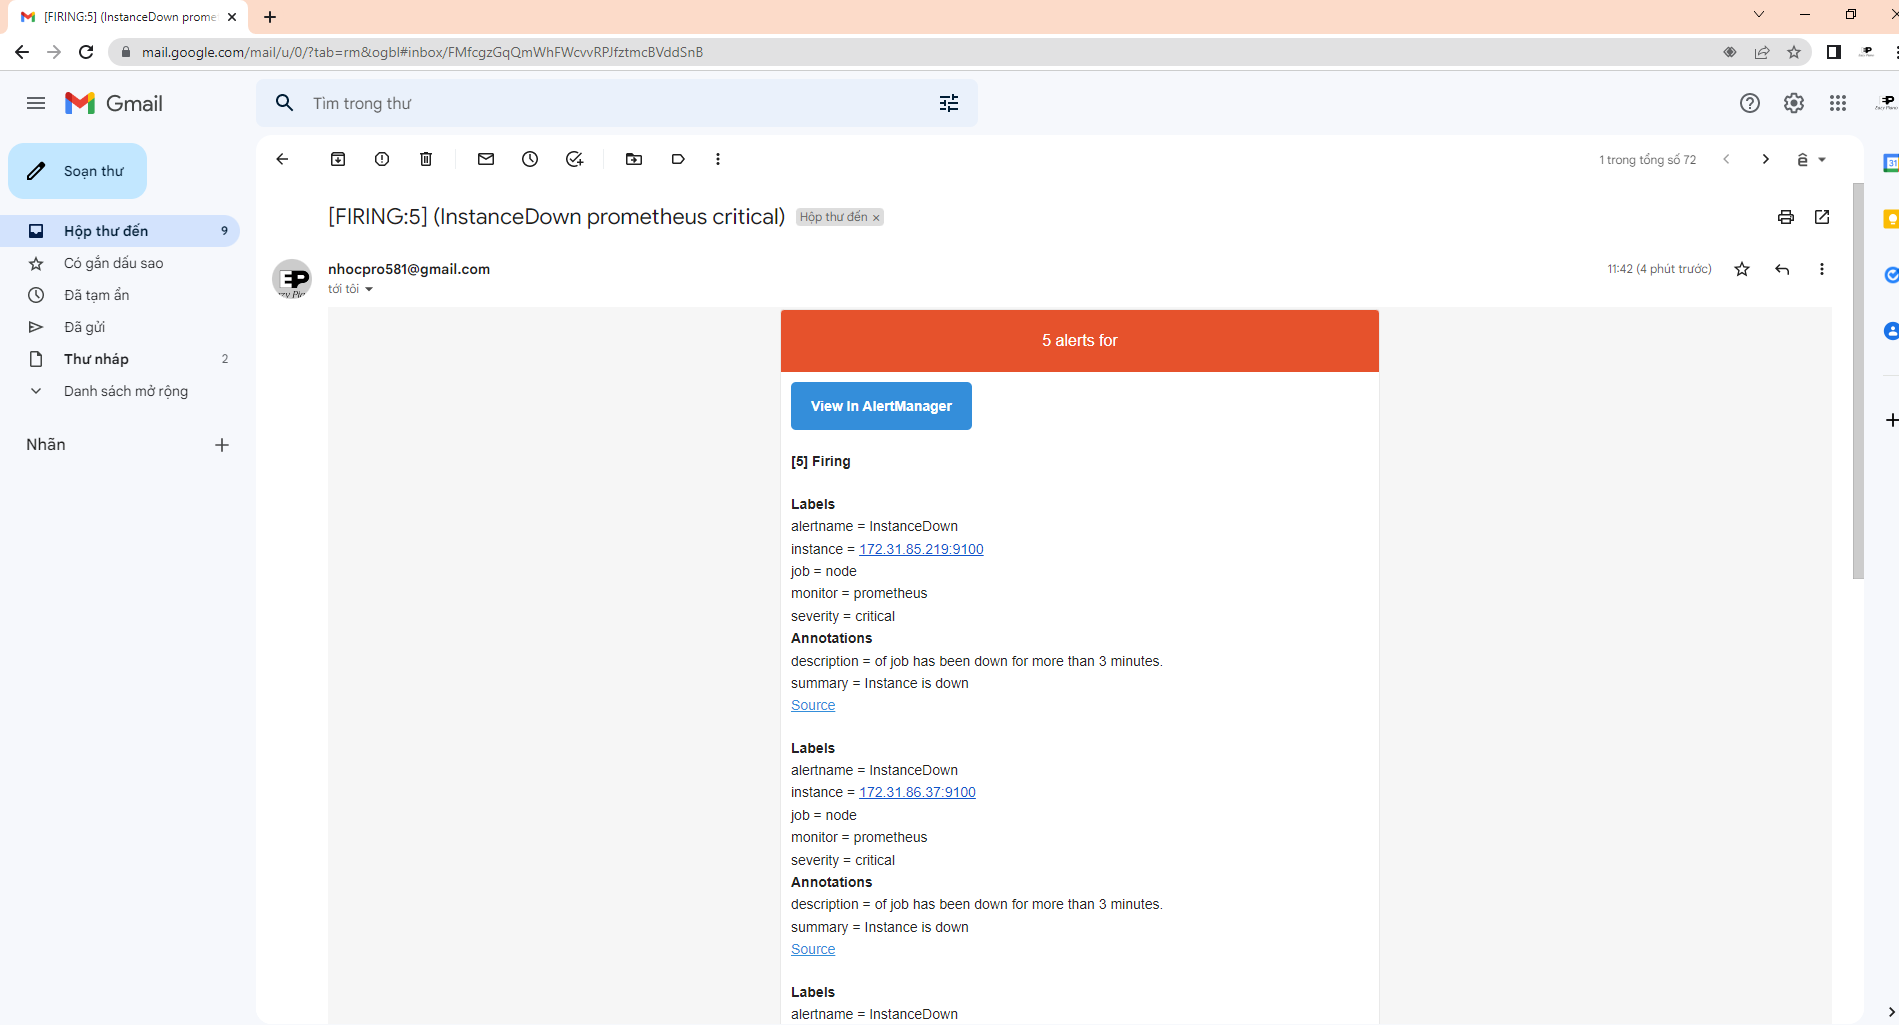 [FIRING:5] (InstanceDown prome
mail.google.com/mail/u/0/?tab=rm&ogbl#inbox/FMfcgzGqQmWhFWcvvRPJfztmcBVddSnB
Gmail
Tìm trong thư
Soạn thư
1 trong tổng số 72
ê
[FIRING:5] (InstanceDown prometheus critical)
Hộp thư đến ×
Hộp thư đến 9
Có gắn dấu sao
Đã tạm ẩn
Đã gửi
Thư nháp 2
Danh sách mở rộng
Nhãn
nhocpro581@gmail.com
11:42 (4 phút trước)
tới tôi
5 alerts for
View In AlertManager
[5] Firing
Labels
alertname = InstanceDown
instance = 172.31.85.219:9100
job = node
monitor = prometheus
severity = critical
Annotations
description = of job has been down for more than 3 minutes.
summary = Instance is down
Source
Labels
alertname = InstanceDown
instance = 172.31.86.37:9100
job = node
monitor = prometheus
severity = critical
Annotations
description = of job has been down for more than 3 minutes.
summary = Instance is down
Source
Labels
alertname = InstanceDown
31